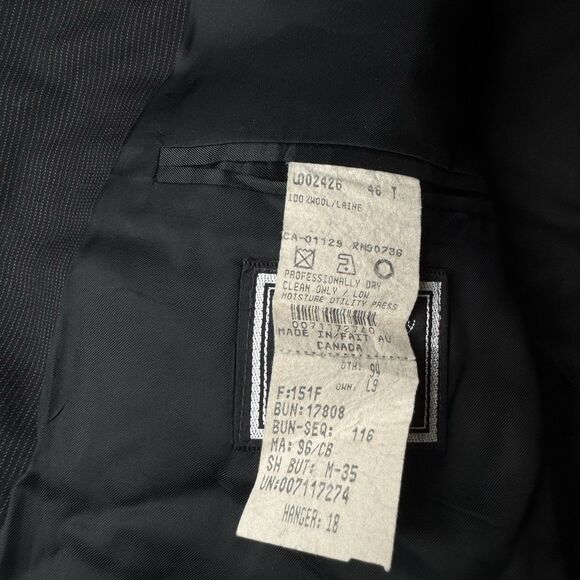 LD02426 46 T
100%WOOL/LAINE
CA-01129 RN90736
PROFESSIONALLY DRY
CLEAN ONLY / LOW
MOISTURE UTILITY PRESS
MADE IN/FAIT AU
CANADA
OTH: 94
OWN: L9
F:151F
BUN:17808
BUN-SEQ: 116
MA: 96/CB
SH BUT: M-35
UN:007117274
HANGER: 18